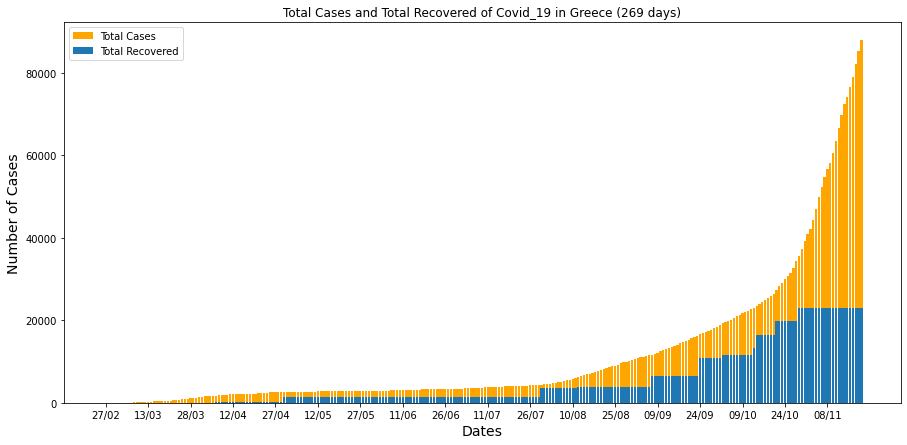 Total Cases and Total Recovered of Covid_19 in Greece (269 days)
Total Cases
Total Recovered
80000
60000
40000
20000
0
Number of Cases
27/02 13/03 28/03 12/04 27/04 12/05 27/05 11/06 26/06 11/07 26/07 10/08 25/08 09/09 24/09 09/10 24/10 08/11
Dates